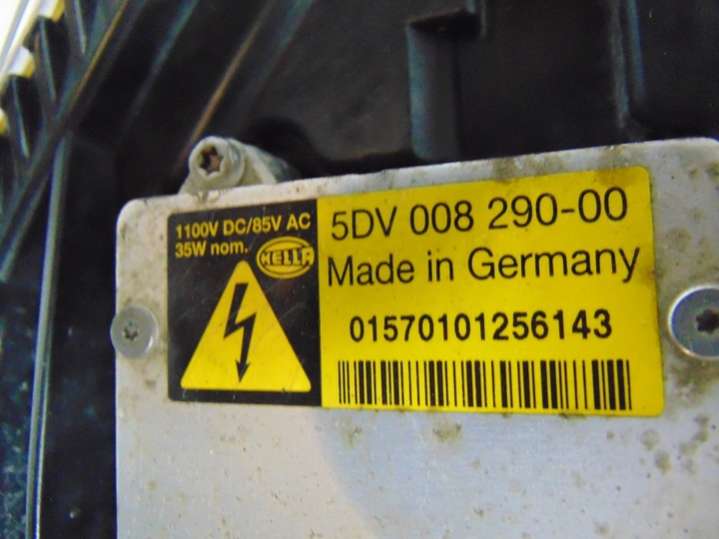 1100V DC/85V AC
35W nom.
HELLA
5DV 008 290-00
Made in Germany
01570101256143